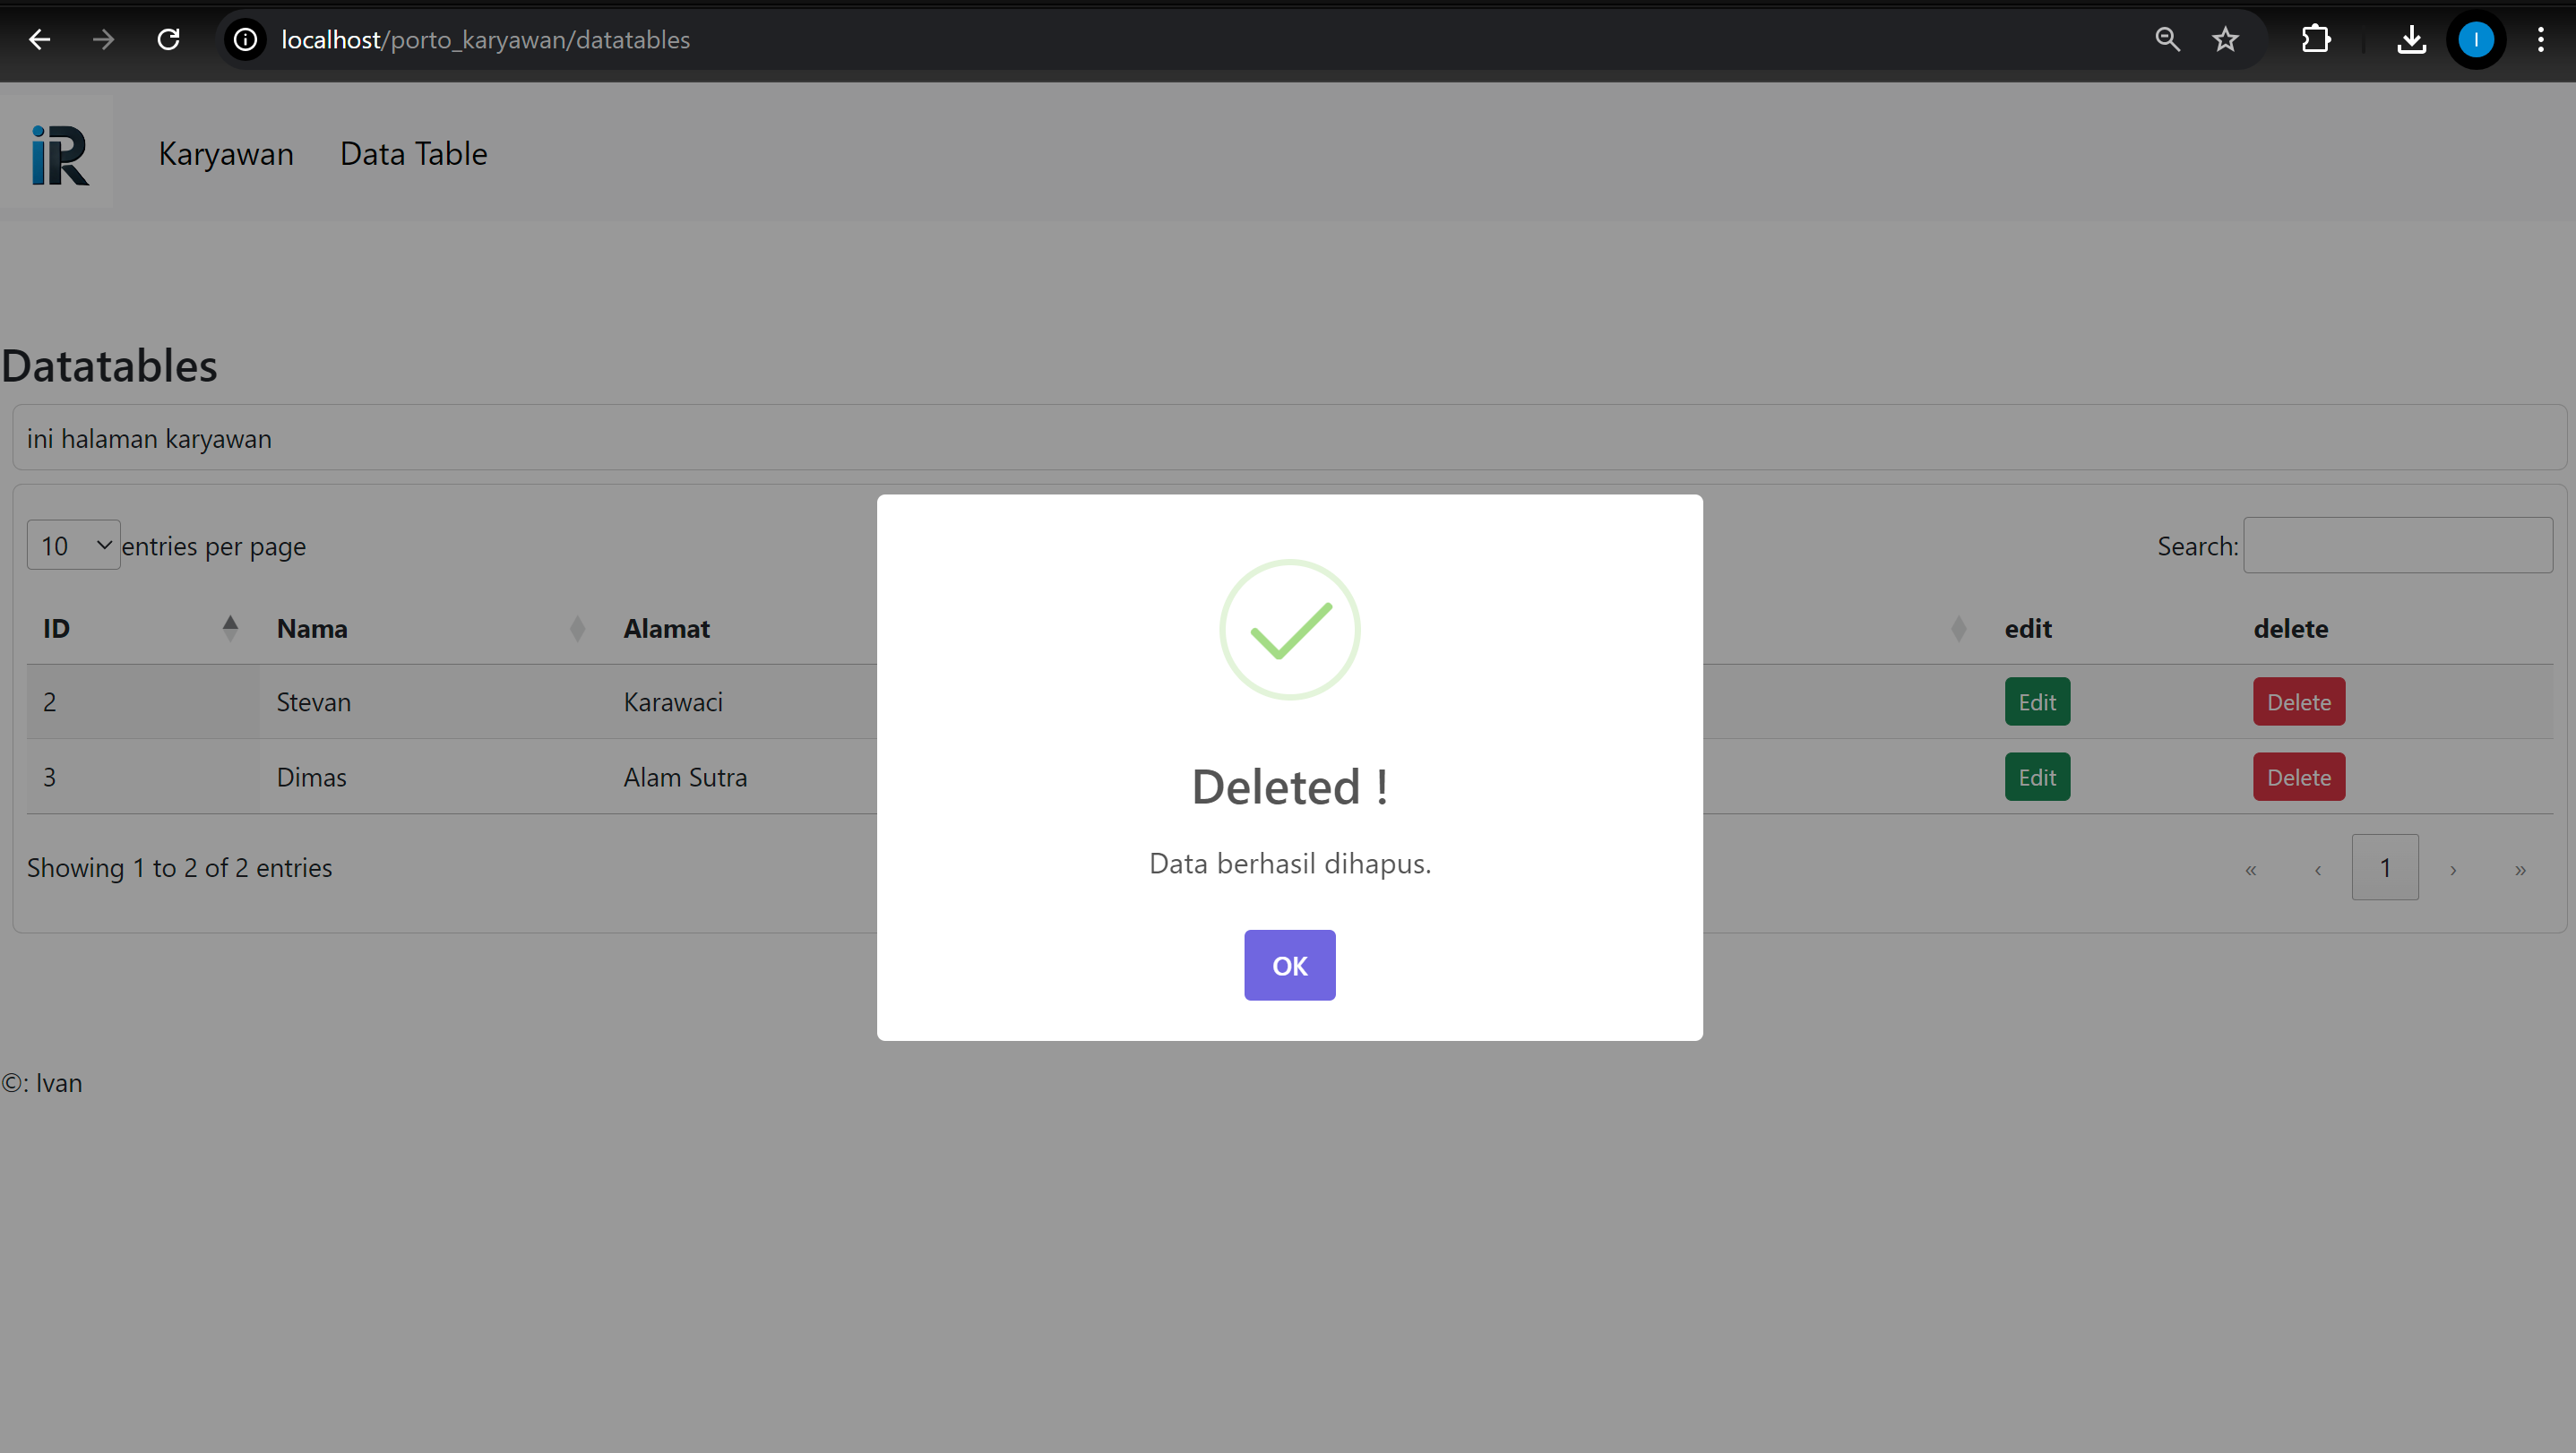 localhost/porto_karyawan/datatables
I
iR
Karyawan Data Table
Datatables
ini halaman karyawan
10 entries per page Search:
ID Nama Alamat edit delete
2 Stevan Karawaci Edit Delete
3 Dimas Alam Sutra Edit Delete
Showing 1 to 2 of 2 entries « ‹ 1 › »
Deleted !
Data berhasil dihapus.
OK
©: Ivan